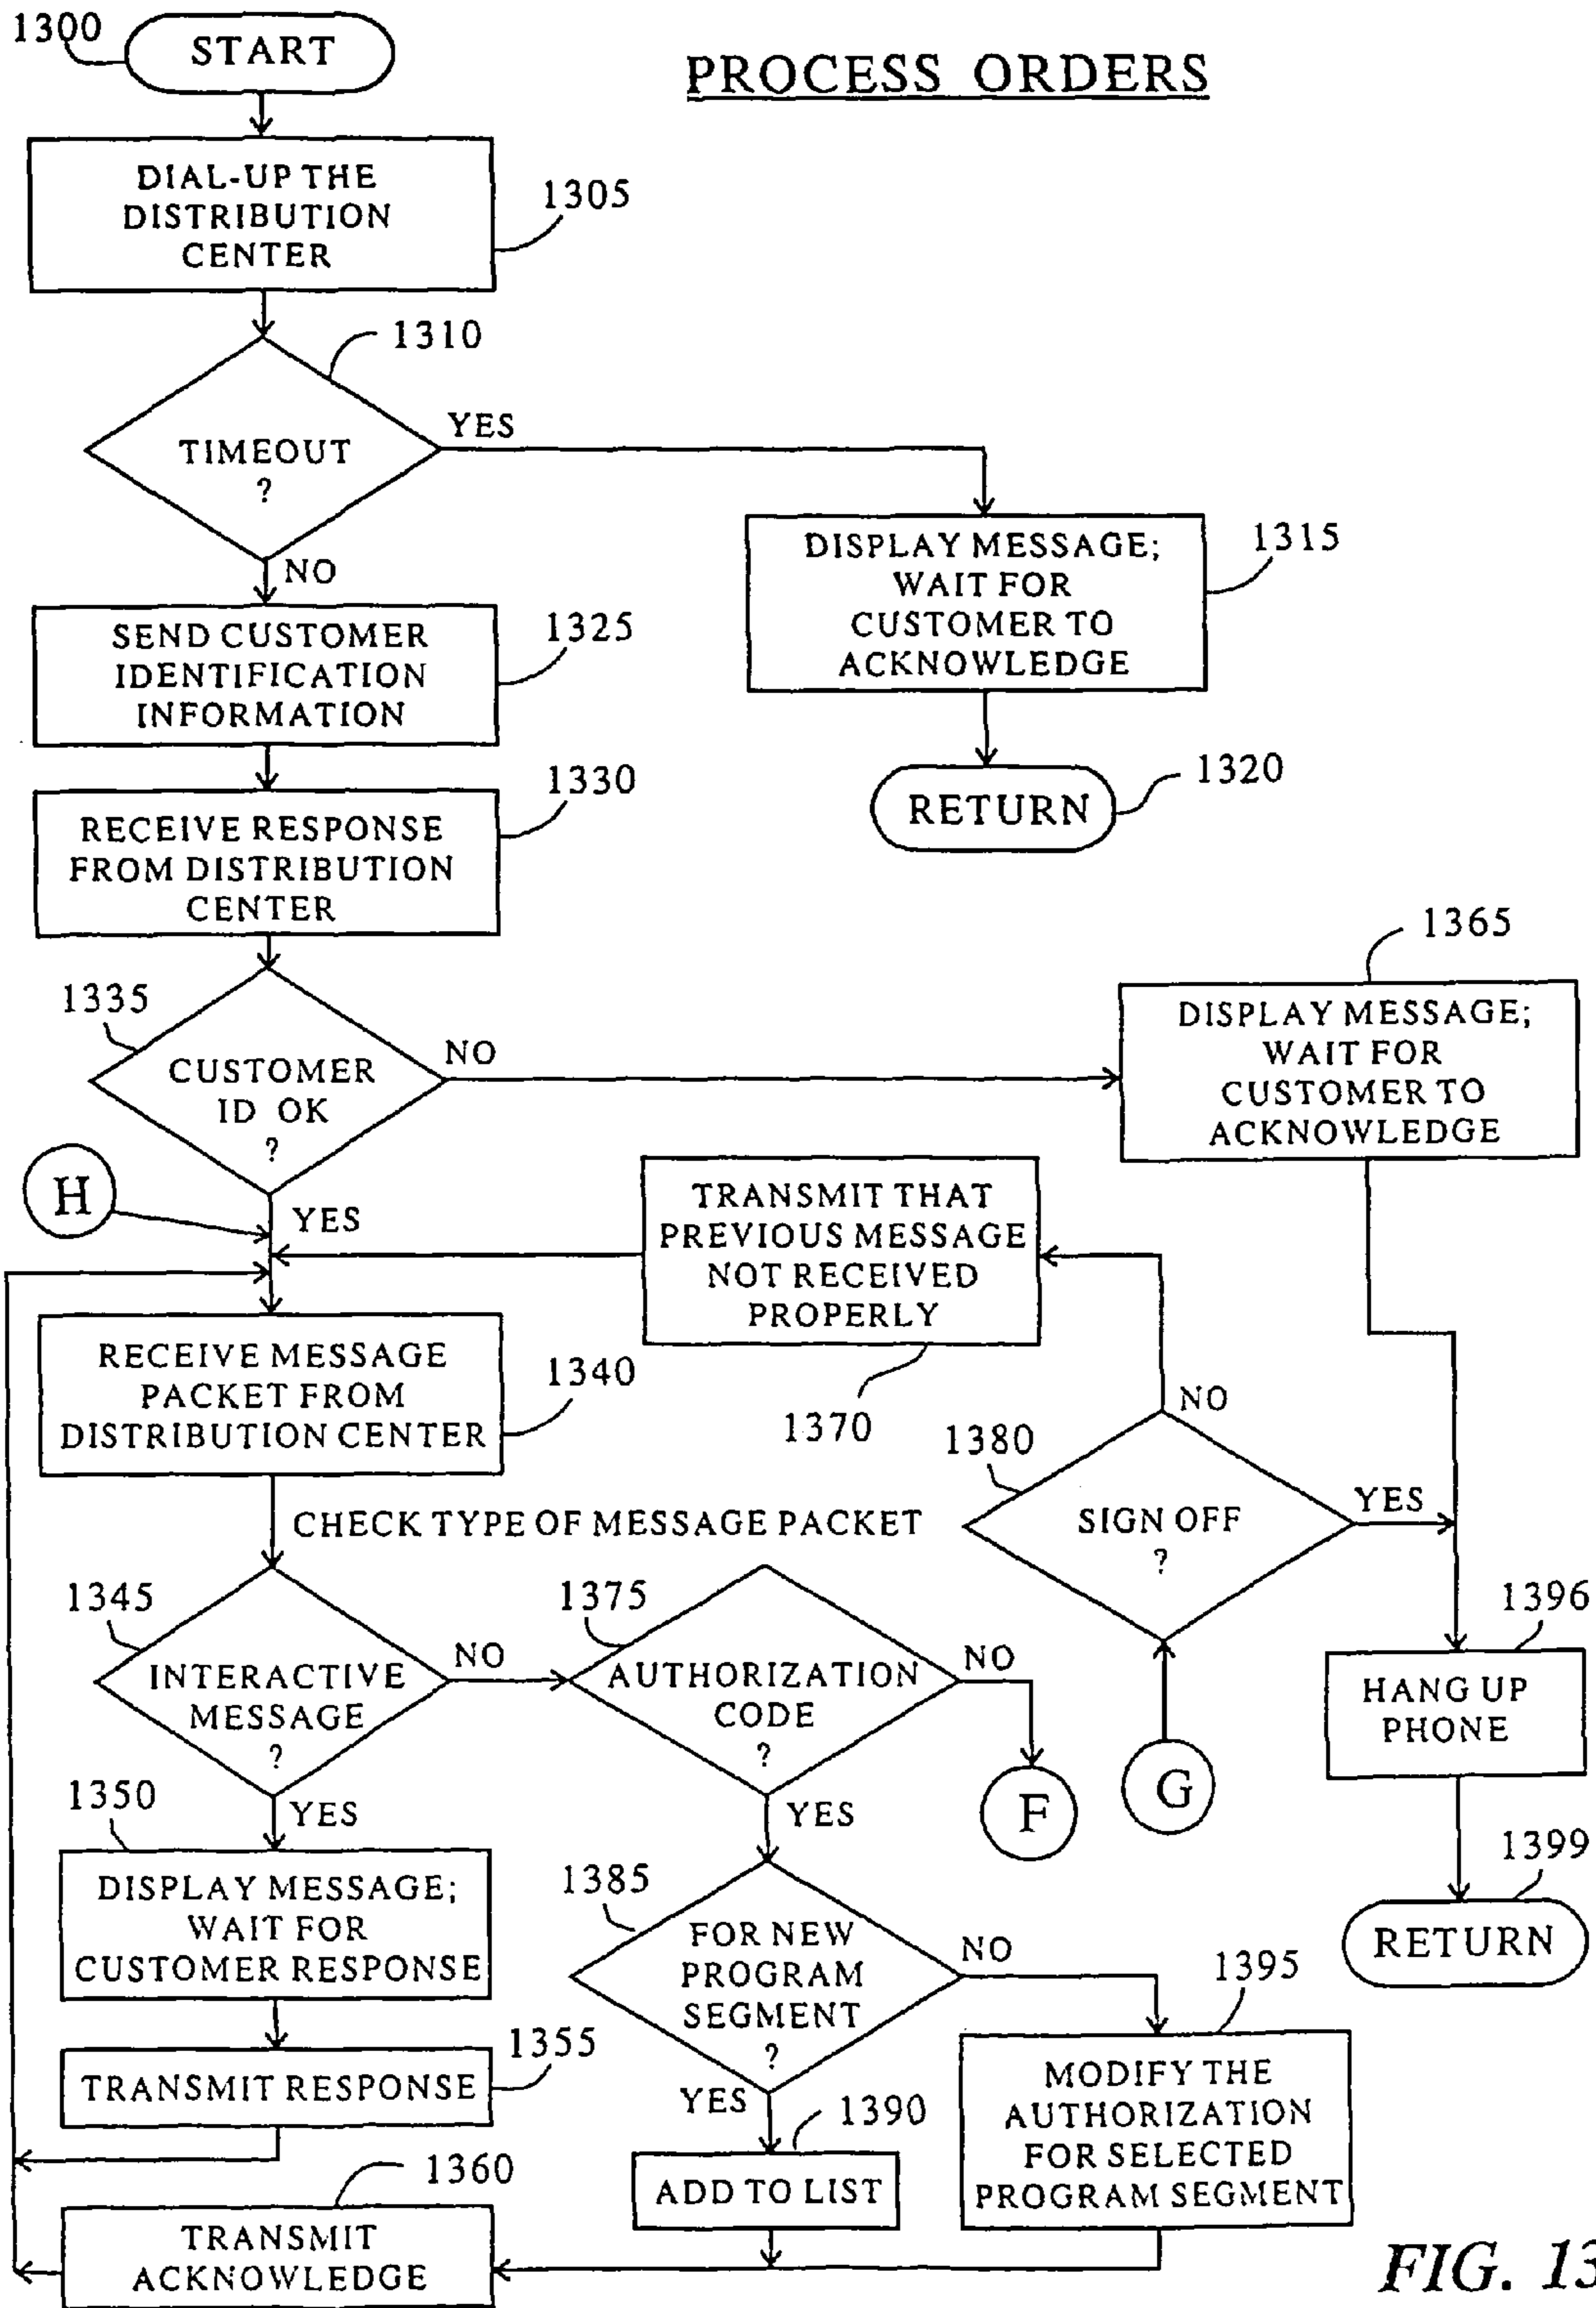 1300
START
PROCESS ORDERS
DIAL-UP THE
DISTRIBUTION
CENTER
1305
1310
TIMEOUT
?
YES
NO
DISPLAY MESSAGE;
WAIT FOR
CUSTOMER TO
ACKNOWLEDGE
1315
RETURN
1320
SEND CUSTOMER
IDENTIFICATION
INFORMATION
1325
RECEIVE RESPONSE
FROM DISTRIBUTION
CENTER
1330
1335
CUSTOMER
ID OK
?
NO
YES
1365
DISPLAY MESSAGE;
WAIT FOR
CUSTOMER TO
ACKNOWLEDGE
H
TRANSMIT THAT
PREVIOUS MESSAGE
NOT RECEIVED
PROPERLY
1370
RECEIVE MESSAGE
PACKET FROM
DISTRIBUTION CENTER
1340
NO
1380
SIGN OFF
?
YES
CHECK TYPE OF MESSAGE PACKET
1345
INTERACTIVE
MESSAGE
?
NO
YES
1375
AUTHORIZATION
CODE
?
NO
YES
F
G
1396
HANG UP
PHONE
1399
RETURN
1350
DISPLAY MESSAGE;
WAIT FOR
CUSTOMER RESPONSE
1385
FOR NEW
PROGRAM
SEGMENT
?
NO
YES
1395
MODIFY THE
AUTHORIZATION
FOR SELECTED
PROGRAM SEGMENT
1355
TRANSMIT RESPONSE
1390
ADD TO LIST
1360
TRANSMIT
ACKNOWLEDGE
FIG. 13